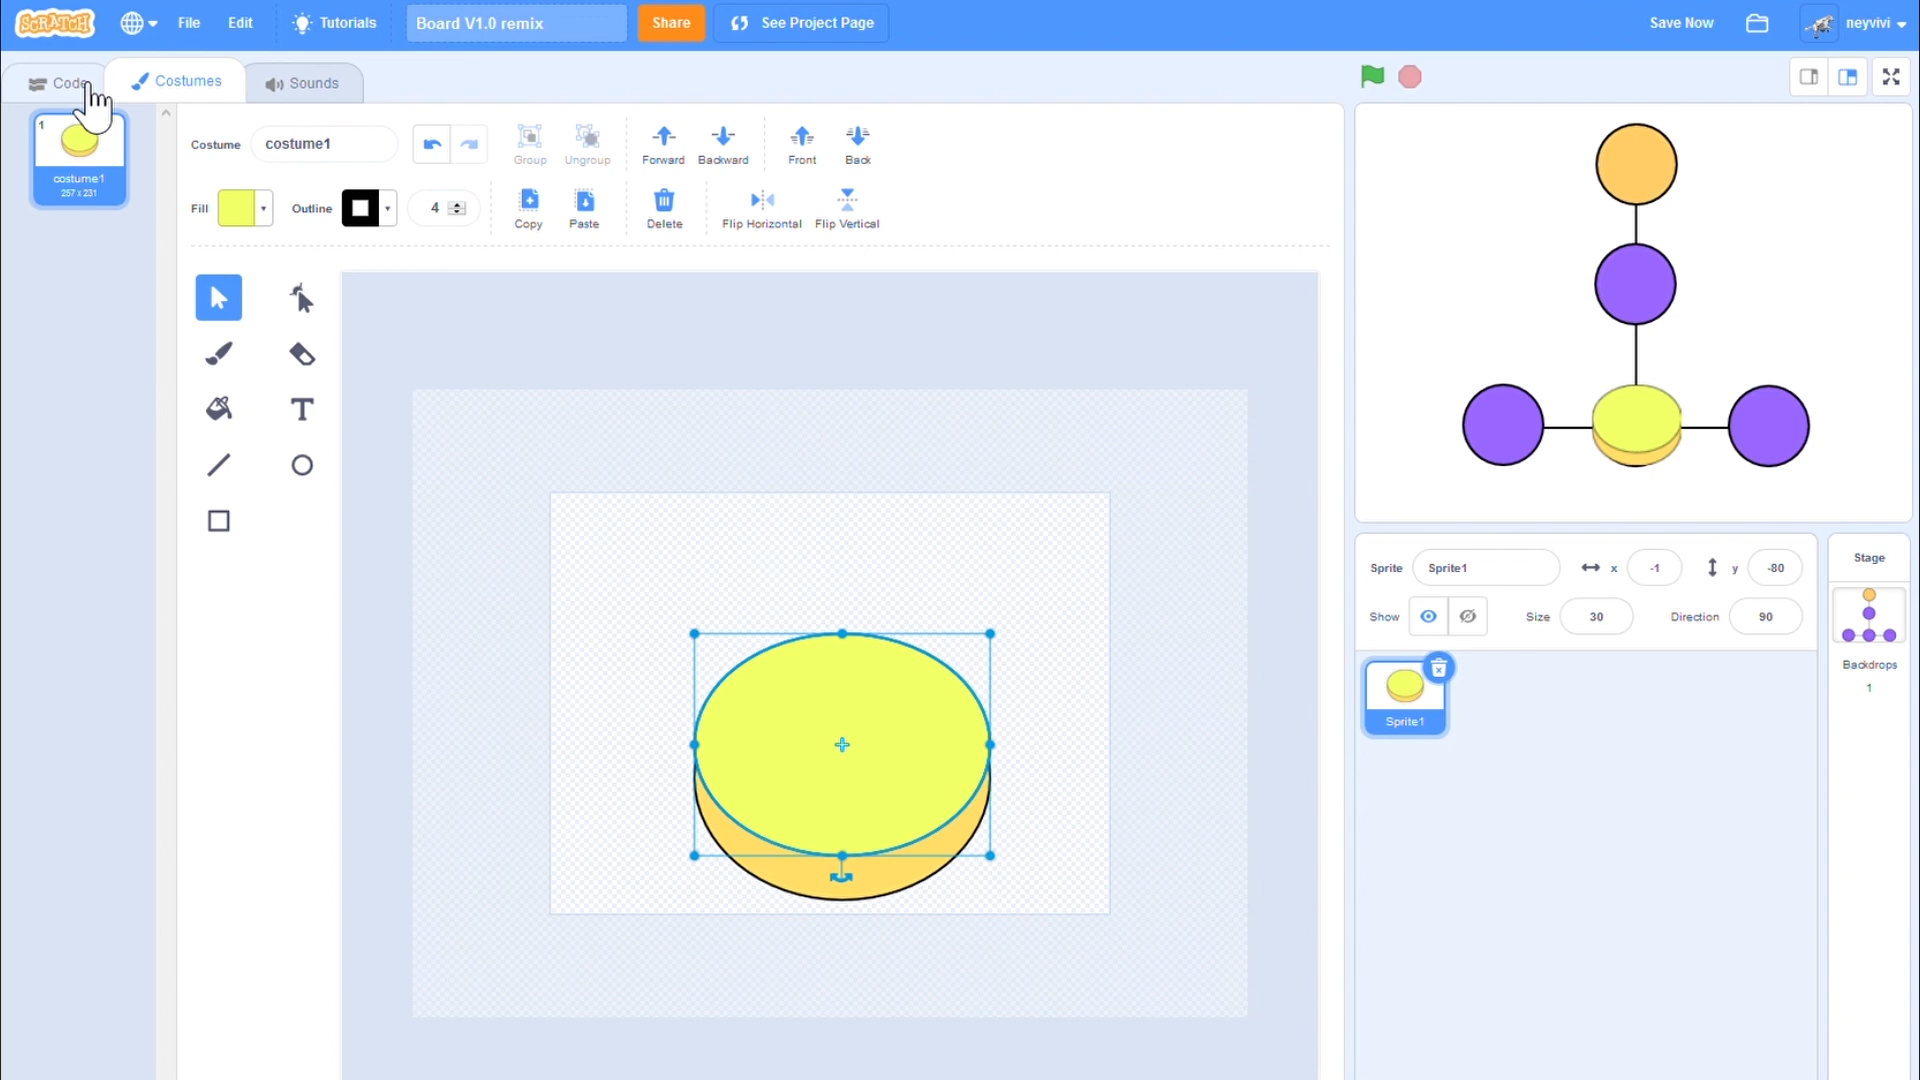 SCRATCH File Edit Tutorials Board V1.0 remix Share See Project Page Save Now neyvivi
Code Costumes Sounds
1
costume1
257 x 231
Costume costume1 Group Ungroup Forward Backward Front Back
Fill Outline 4 Copy Paste Delete Flip Horizontal Flip Vertical
T
Sprite Sprite1 x -1 y -80
Show Size 30 Direction 90
Sprite1
Stage
Backdrops
1